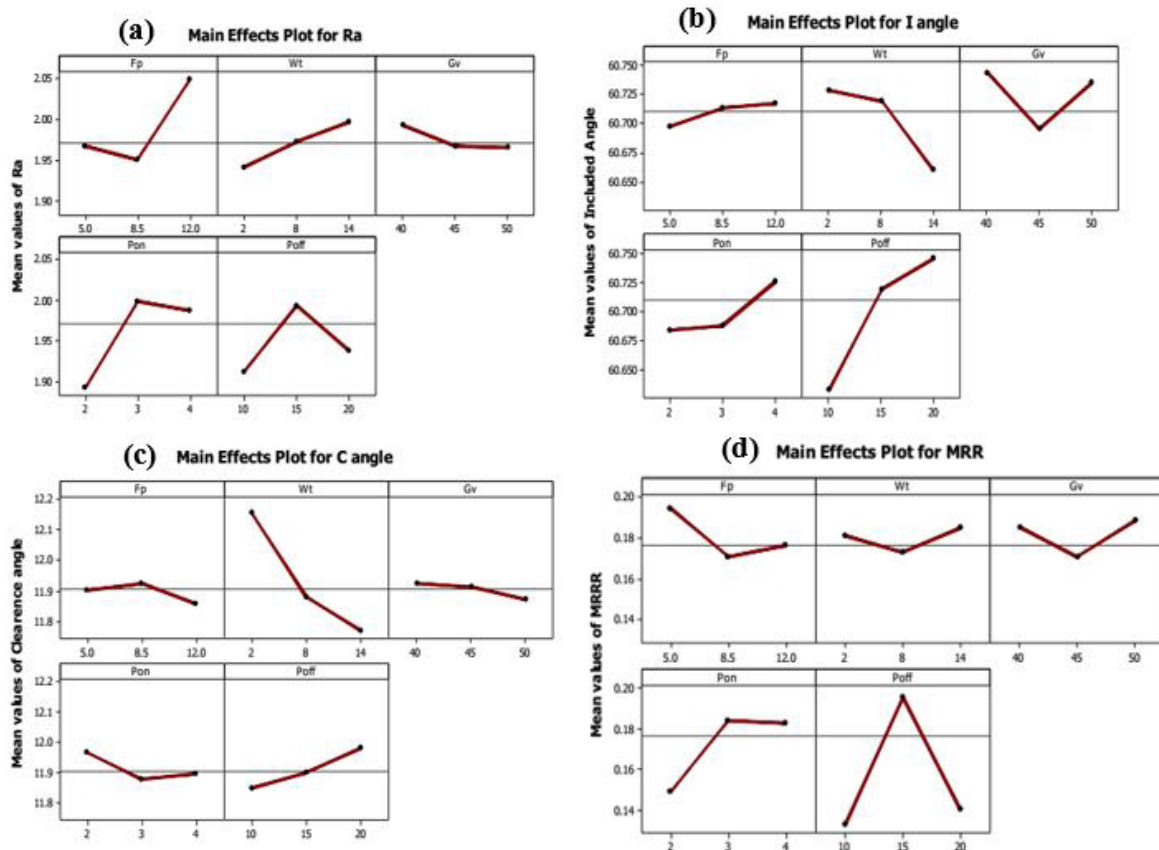 (a)
Main Effects Plot for Ra
Mean values of Ra
Fp Wt Gv
2.05
2.00
1.95
1.90
5.0 8.5 12.0 2 8 14 40 45 50
Pon Poff
2.05
2.00
1.95
1.90
2 3 4 10 15 20
(b)
Main Effects Plot for I angle
Mean values of Included Angle
Fp Wt Gv
60.750
60.725
60.700
60.675
60.650
5.0 8.5 12.0 2 8 14 40 45 50
Pon Poff
60.750
60.725
60.700
60.675
60.650
2 3 4 10 15 20
(c)
Main Effects Plot for C angle
Mean values of Clearence angle
Fp Wt Gv
12.2
12.1
12.0
11.9
11.8
5.0 8.5 12.0 2 8 14 40 45 50
Pon Poff
12.2
12.1
12.0
11.9
11.8
2 3 4 10 15 20
(d)
Main Effects Plot for MRR
Mean values of MRRR
Fp Wt Gv
0.20
0.18
0.16
0.14
5.0 8.5 12.0 2 8 14 40 45 50
Pon Poff
0.20
0.18
0.16
0.14
2 3 4 10 15 20